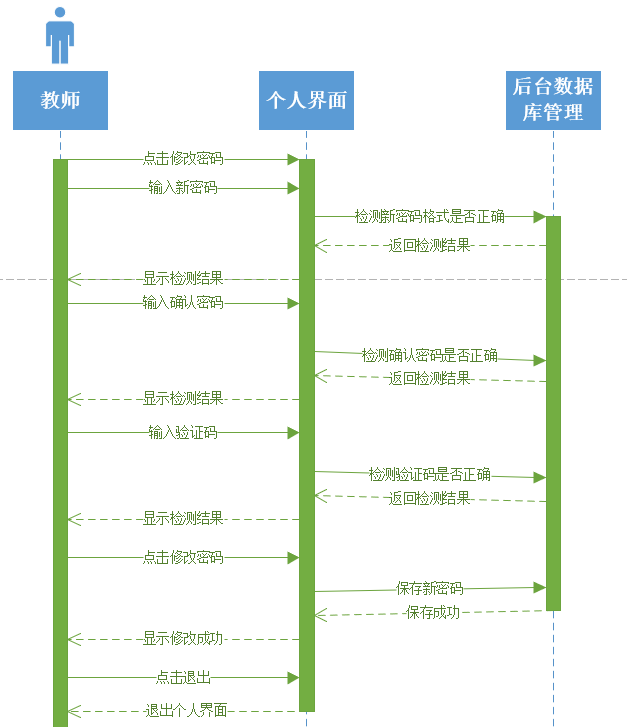 教师
个人界面
后台数据
库管理
点击修改密码
输入新密码
检测新密码格式是否正确
返回检测结果
显示检测结果
输入确认密码
检测确认密码是否正确
返回检测结果
显示检测结果
输入验证码
检测验证码是否正确
返回检测结果
显示检测结果
点击修改密码
保存新密码
保存成功
显示修改成功
点击退出
退出个人界面